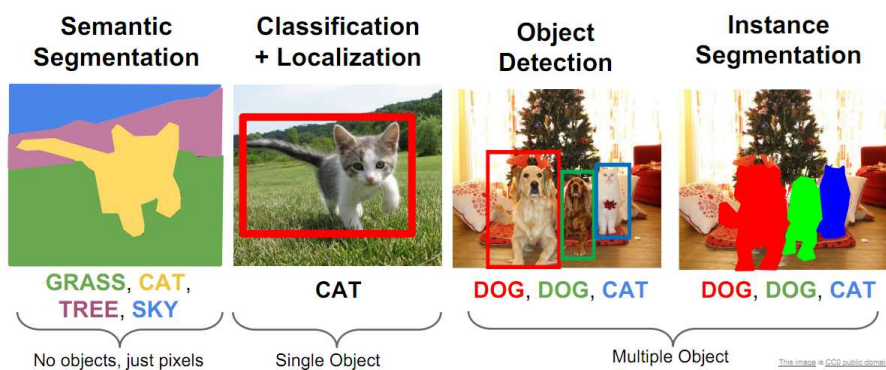 Semantic
Segmentation
Classification
+ Localization
Object
Detection
Instance
Segmentation
GRASS, CAT,
TREE, SKY
CAT
DOG, DOG, CAT
DOG, DOG, CAT
No objects, just pixels
Single Object
Multiple Object
This image is CC0 public domain